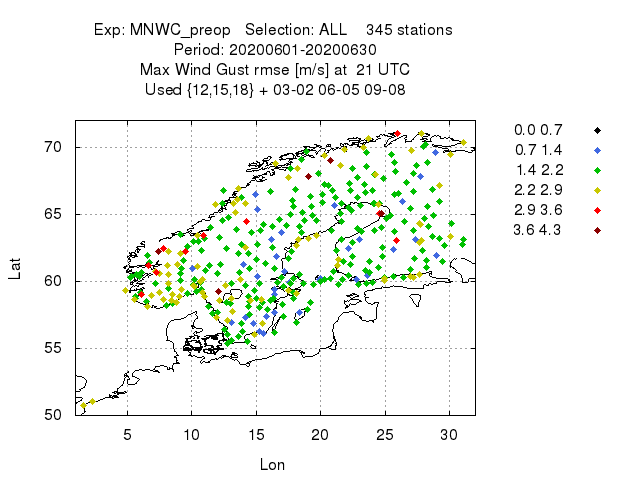 Exp: MNWC_preop   Selection: ALL    345 stations
Period: 20200601-20200630
Max Wind Gust rmse [m/s] at  21 UTC
Used {12,15,18} + 03-02 06-05 09-08
0.0 0.7
0.7 1.4
1.4 2.2
2.2 2.9
2.9 3.6
3.6 4.3
70
65
60
55
50
Lat
5 10 15 20 25 30
Lon